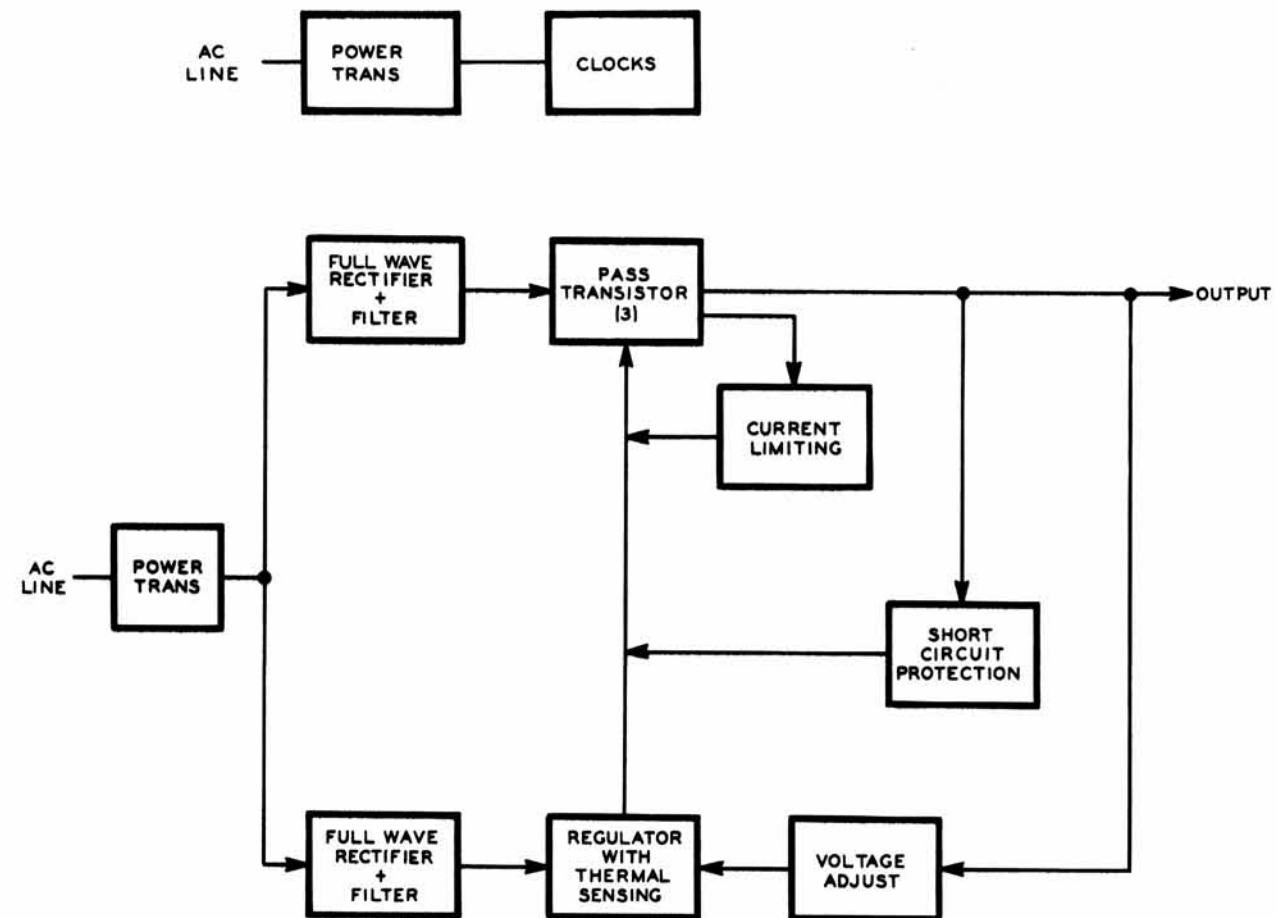 AC
LINE
POWER
TRANS
CLOCKS
FULL WAVE
RECTIFIER
+
FILTER
PASS
TRANSISTOR
(3)
OUTPUT
CURRENT
LIMITING
AC
LINE
POWER
TRANS
SHORT
CIRCUIT
PROTECTION
FULL WAVE
RECTIFIER
+
FILTER
REGULATOR
WITH
THERMAL
SENSING
VOLTAGE
ADJUST